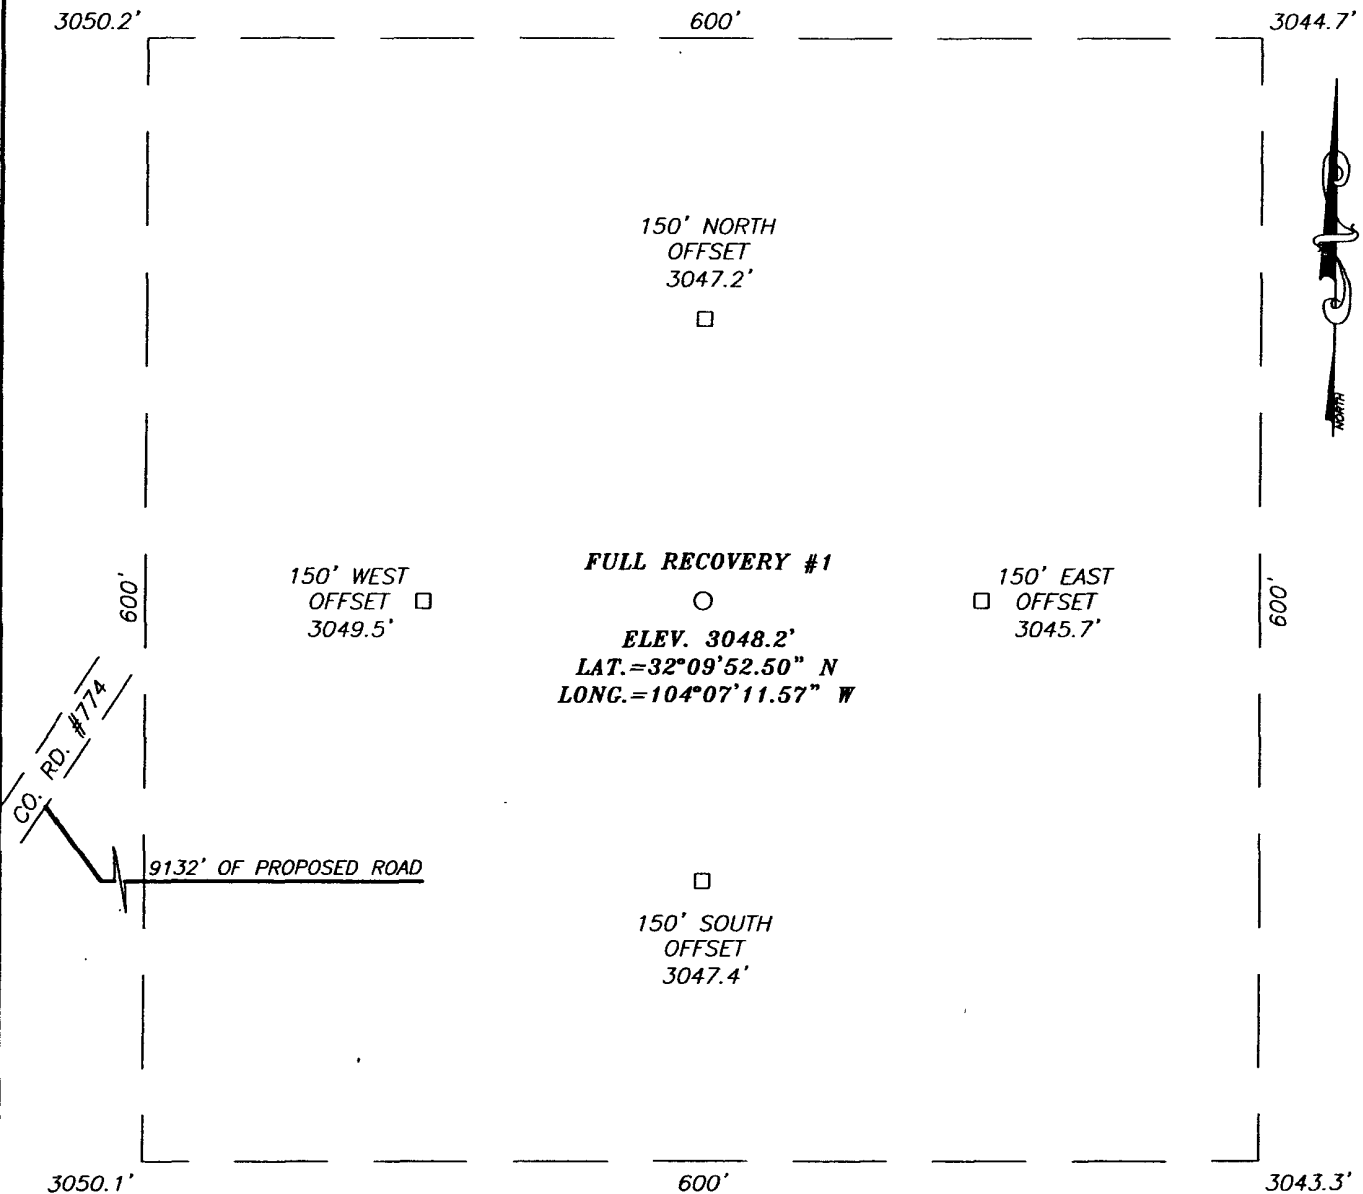 3050.2'
600'
3044.7'
150' NORTH
OFFSET
3047.2'
NORTH
FULL RECOVERY #1
150' WEST
OFFSET
3049.5'
150' EAST
OFFSET
3045.7'
600'
600'
ELEV. 3048.2'
LAT.=32°09'52.50" N
LONG.=104°07'11.57" W
CO. RD. #774
9132' OF PROPOSED ROAD
150' SOUTH
OFFSET
3047.4'
3050.1'
600'
3043.3'